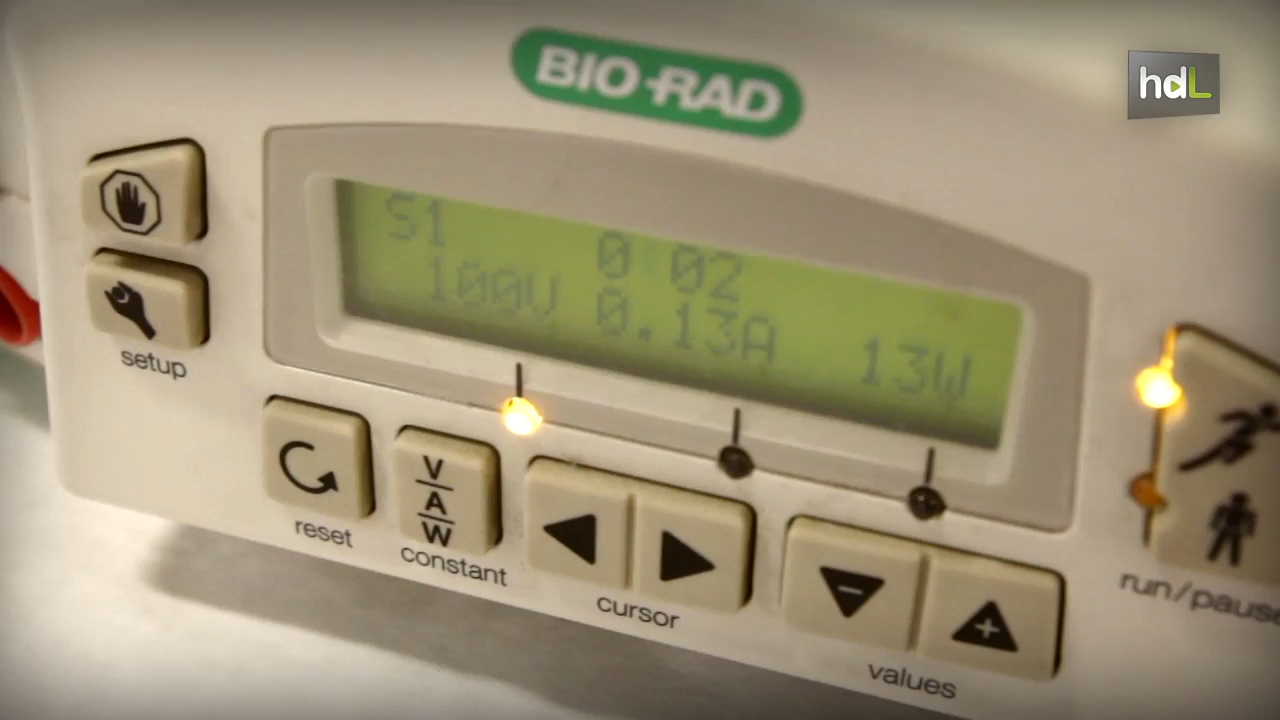 BIO-RAD
hdL
S1 0 02
100V 0.13A 13W
setup
reset
V
A
W
constant
cursor
−
+
values
run/pause